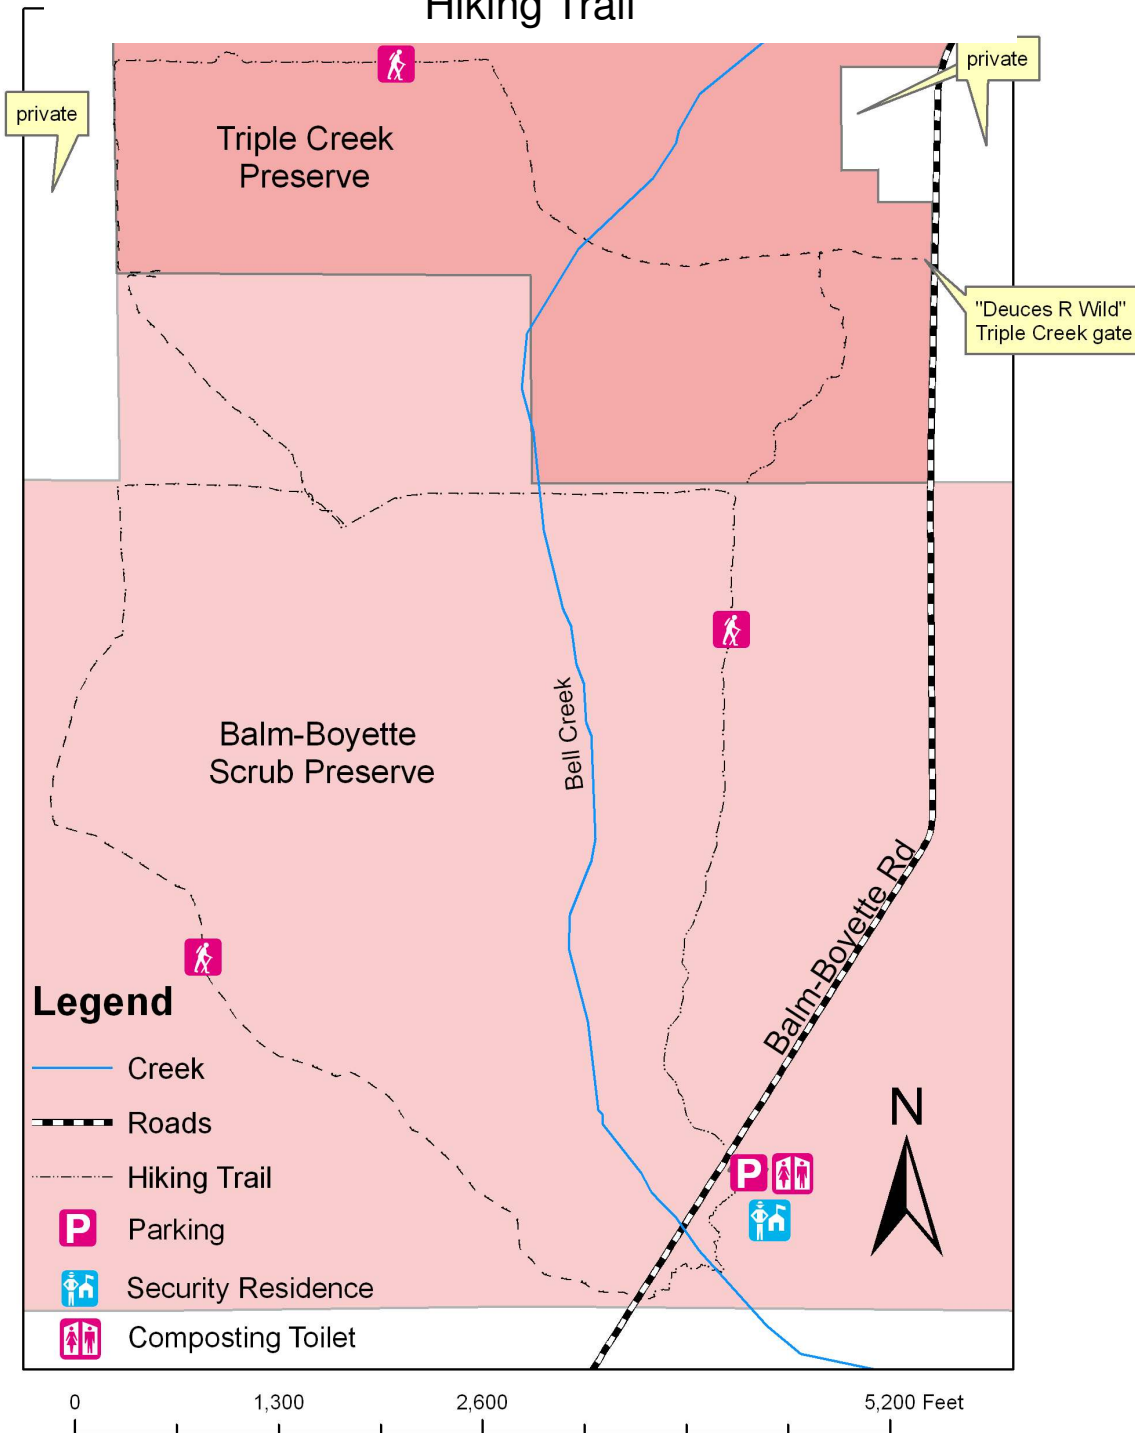 Hiking Trail
private
private
Triple Creek
Preserve
"Deuces R Wild"
Triple Creek gate
Bell Creek
Balm-Boyette
Scrub Preserve
Balm-Boyette Rd
Legend
Creek
Roads
Hiking Trail
P
Parking
Security Residence
Composting Toilet
P
N
0
1,300
2,600
5,200 Feet